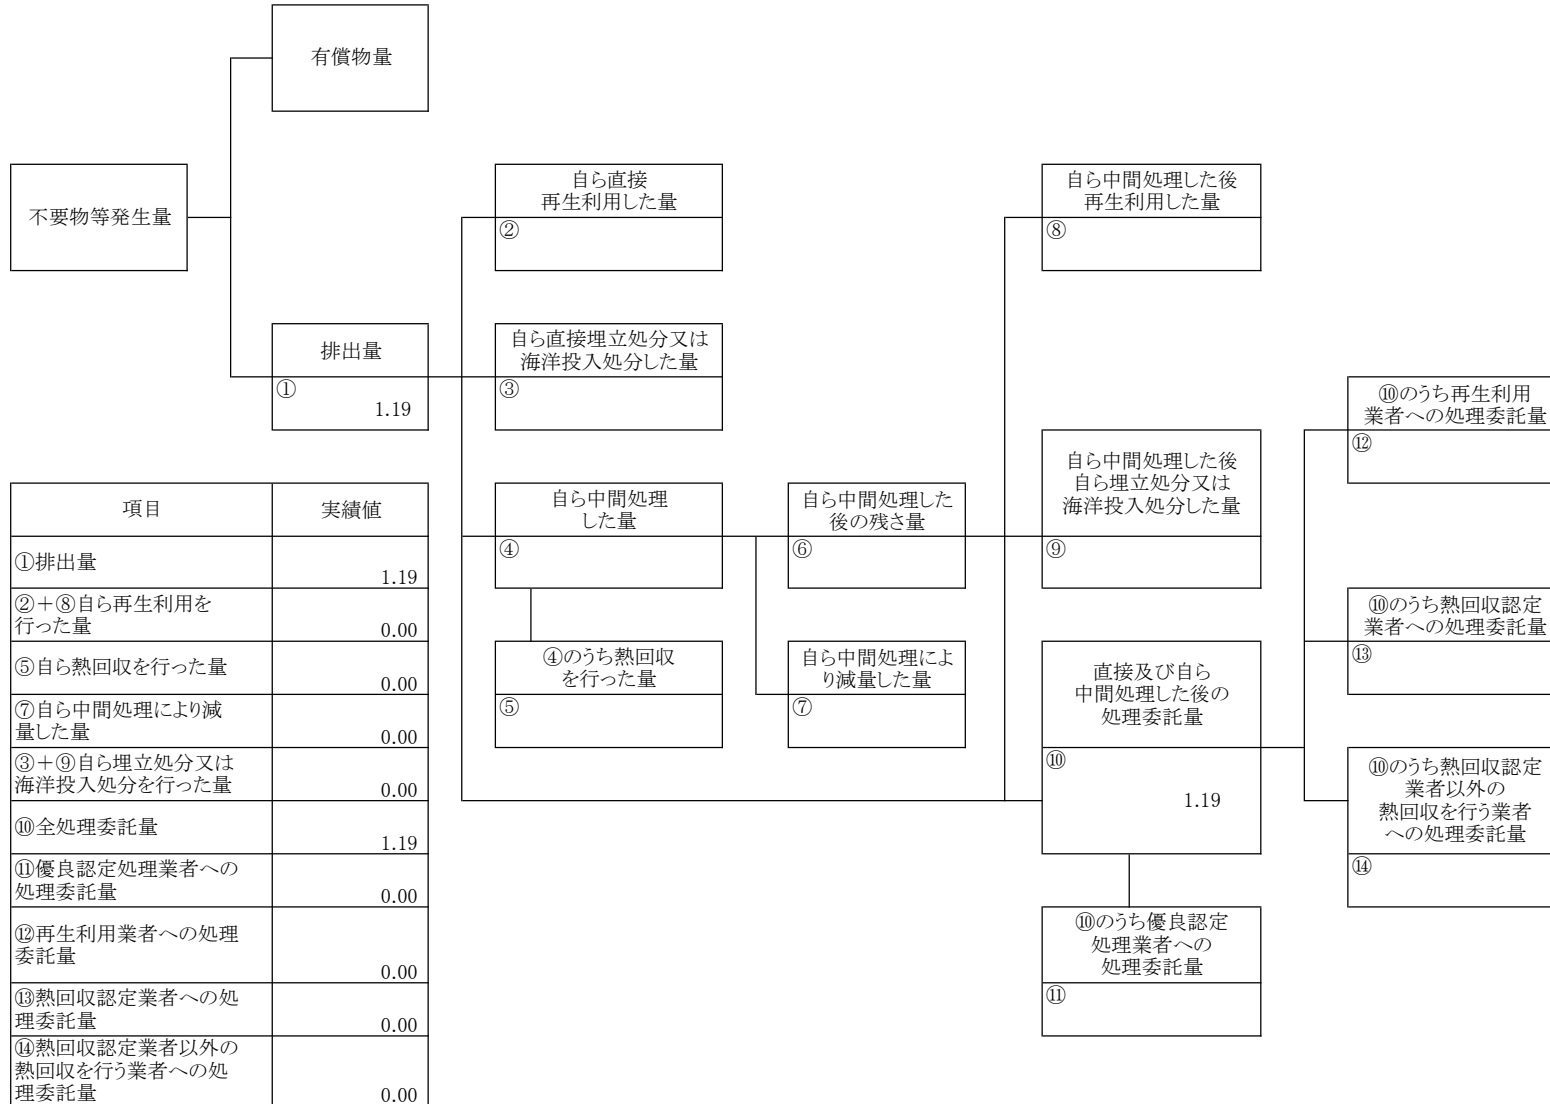 有償物量
不要物等発生量
自ら直接
再生利用した量
②
自ら中間処理した後
再生利用した量
⑧
排出量
①
1.19
自ら直接埋立処分又は
海洋投入処分した量
③
⑩のうち再生利用
業者への処理委託量
⑫
自ら中間処理
した量
④
自ら中間処理した
後の残さ量
⑥
自ら中間処理した後
自ら埋立処分又は
海洋投入処分した量
⑨
⑩のうち熱回収認定
業者への処理委託量
⑬
④のうち熱回収
を行った量
⑤
自ら中間処理によ
り減量した量
⑦
直接及び自ら
中間処理した後の
処理委託量
⑩
1.19
⑩のうち熱回収認定
業者以外の
熱回収を行う業者
への処理委託量
⑭
⑩のうち優良認定
処理業者への
処理委託量
⑪
項目
実績値
①排出量
1.19
②+⑧自ら再生利用を
行った量
0.00
⑤自ら熱回収を行った量
0.00
⑦自ら中間処理により減
量した量
0.00
③+⑨自ら埋立処分又は
海洋投入処分を行った量
0.00
⑩全処理委託量
1.19
⑪優良認定処理業者への
処理委託量
0.00
⑫再生利用業者への処理
委託量
0.00
⑬熱回収認定業者への処
理委託量
0.00
⑭熱回収認定業者以外の
熱回収を行う業者への処
理委託量
0.00